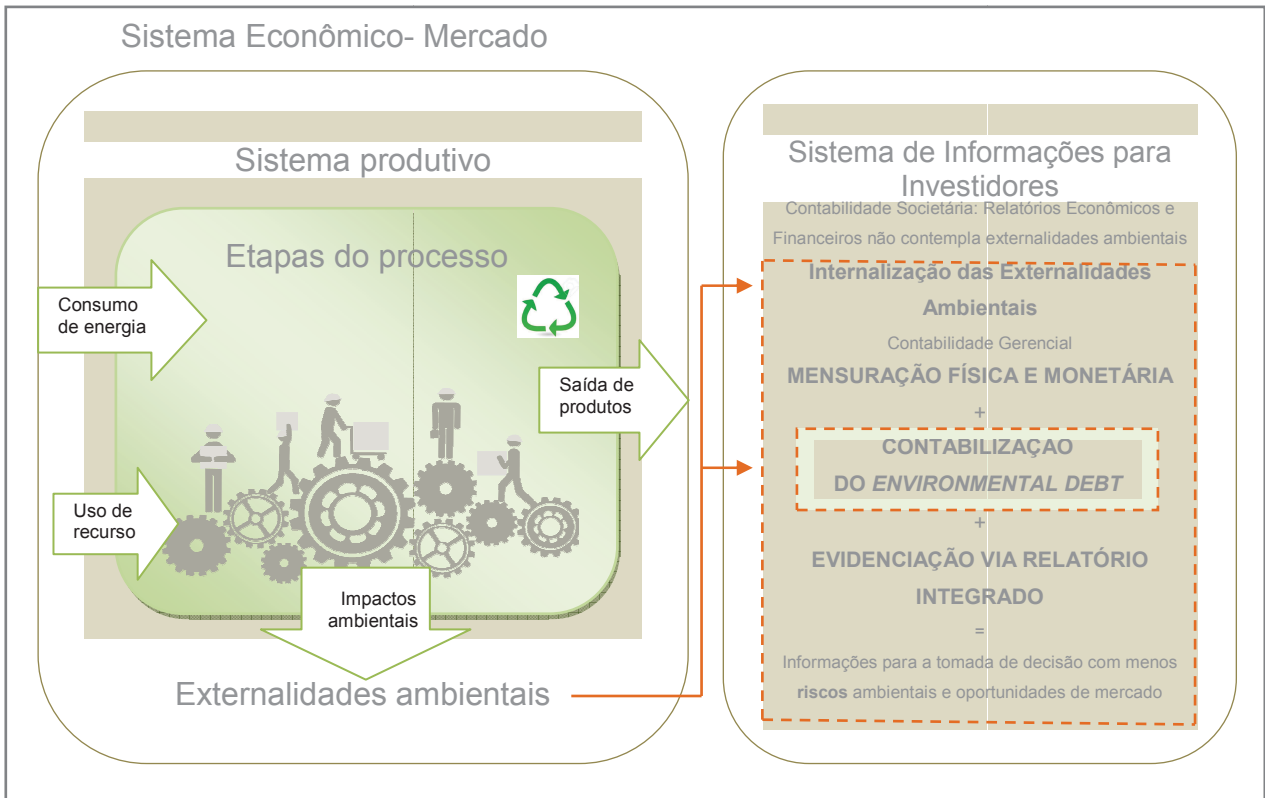 Sistema Econômico- Mercado
Sistema produtivo
Etapas do processo
Consumo
de energia
Saída de
produtos
Uso de
recurso
Impactos
ambientais
Externalidades ambientais
Sistema de Informações para
Investidores
Contabilidade Societária: Relatórios Econômicos e
Financeiros não contempla externalidades ambientais
Internalização das Externalidades
Ambientais
Contabilidade Gerencial
MENSURAÇÃO FÍSICA E MONETÁRIA
+
CONTABILIZAÇAO
DO ENVIRONMENTAL DEBT
+
EVIDENCIAÇÃO VIA RELATÓRIO
INTEGRADO
=
Informações para a tomada de decisão com menos
riscos ambientais e oportunidades de mercado